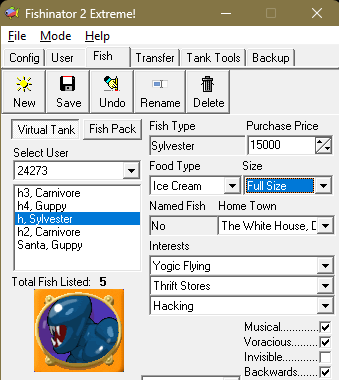 Fishinator 2 Extreme!
File Mode Help
Config User Fish Transfer Tank Tools Backup
New Save Undo Rename Delete
Virtual Tank Fish Pack
Select User
24273
h3, Carnivore
h4, Guppy
h, Sylvester
h2, Carnivore
Santa, Guppy
Total Fish Listed: 5
Fish Type Purchase Price
Sylvester 15000
Food Type Size
Ice Cream Full Size
Named Fish Home Town
No The White House, D
Interests
Yogic Flying
Thrift Stores
Hacking
Musical.............
Voracious.........
Invisible............
Backwards.......